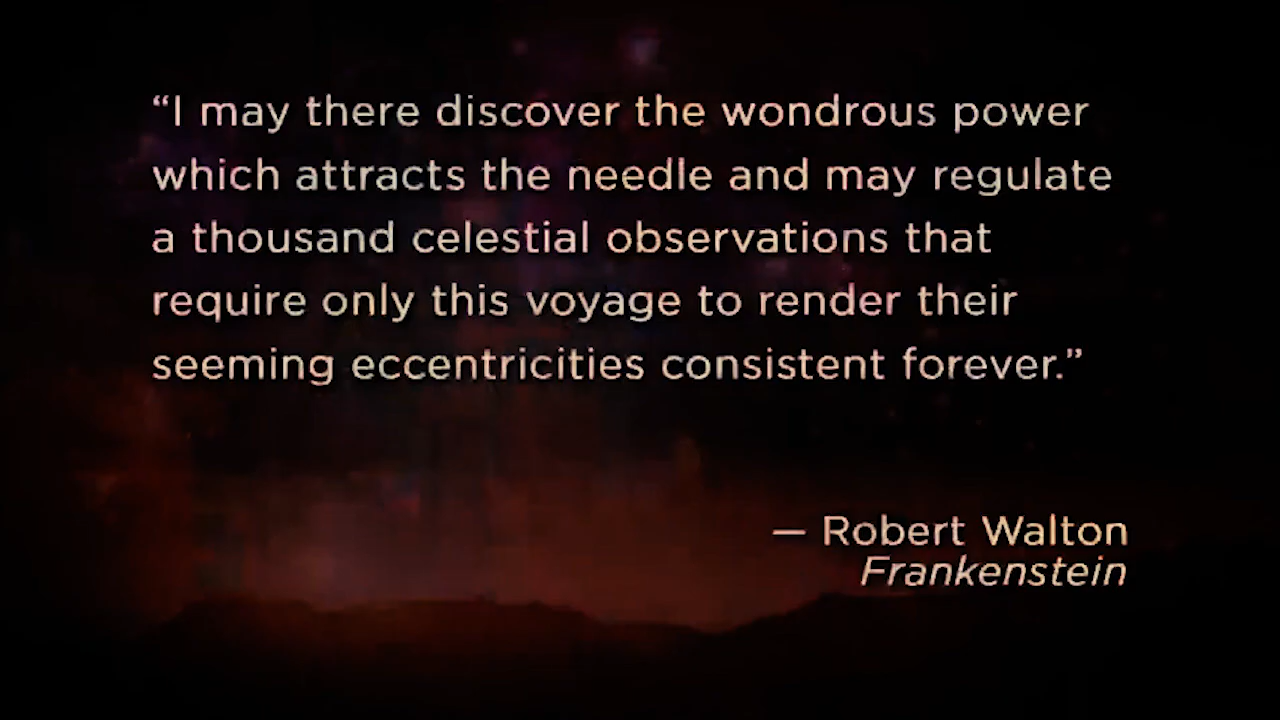 “I may there discover the wondrous power
which attracts the needle and may regulate
a thousand celestial observations that
require only this voyage to render their
seeming eccentricities consistent forever.”
— Robert Walton
Frankenstein